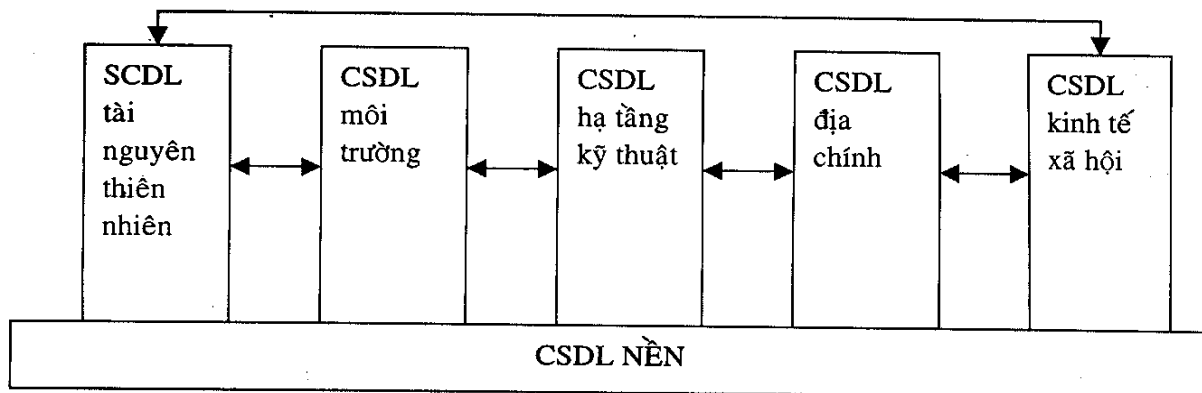 SCDL
tài
nguyên
thiên
nhiên
CSDL
môi
trường
CSDL
hạ tầng
kỹ thuật
CSDL
địa
chính
CSDL
kinh tế
xã hội
CSDL NỀN